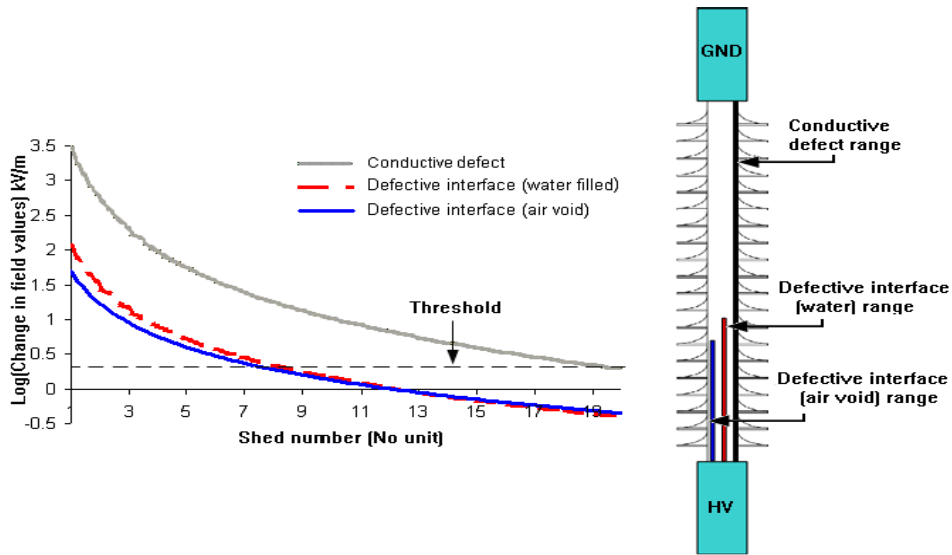 3.5
3
2.5
2
1.5
1
0.5
0
-0.5
Log(Change in field values) kV/m
1
3
5
7
9
11
13
15
17
19
Shed number (No unit)
Conductive defect
Defective interface (water filled)
Defective interface (air void)
Threshold
GND
Conductive
defect range
Defective interface
(water) range
Defective interface
(air void) range
HV